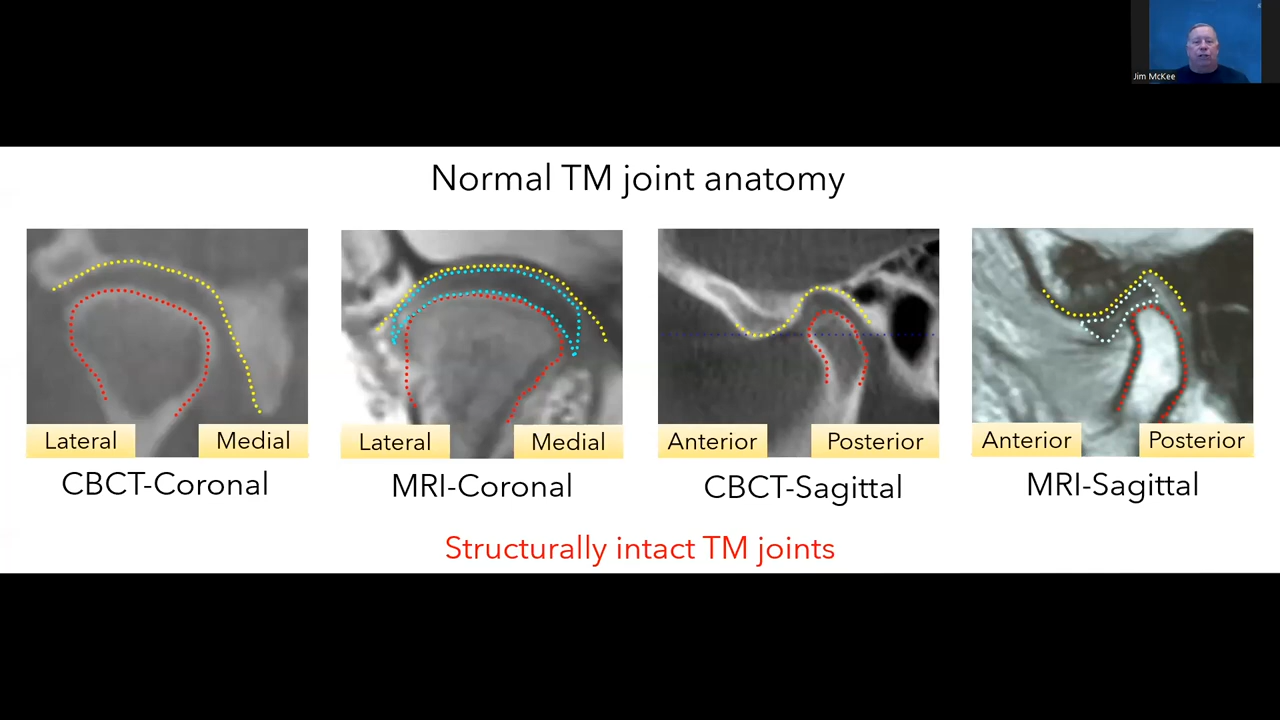 Jim McKee
Normal TM joint anatomy
Lateral
Medial
Lateral
Medial
Anterior
Posterior
Anterior
Posterior
CBCT-Coronal
MRI-Coronal
CBCT-Sagittal
MRI-Sagittal
Structurally intact TM joints